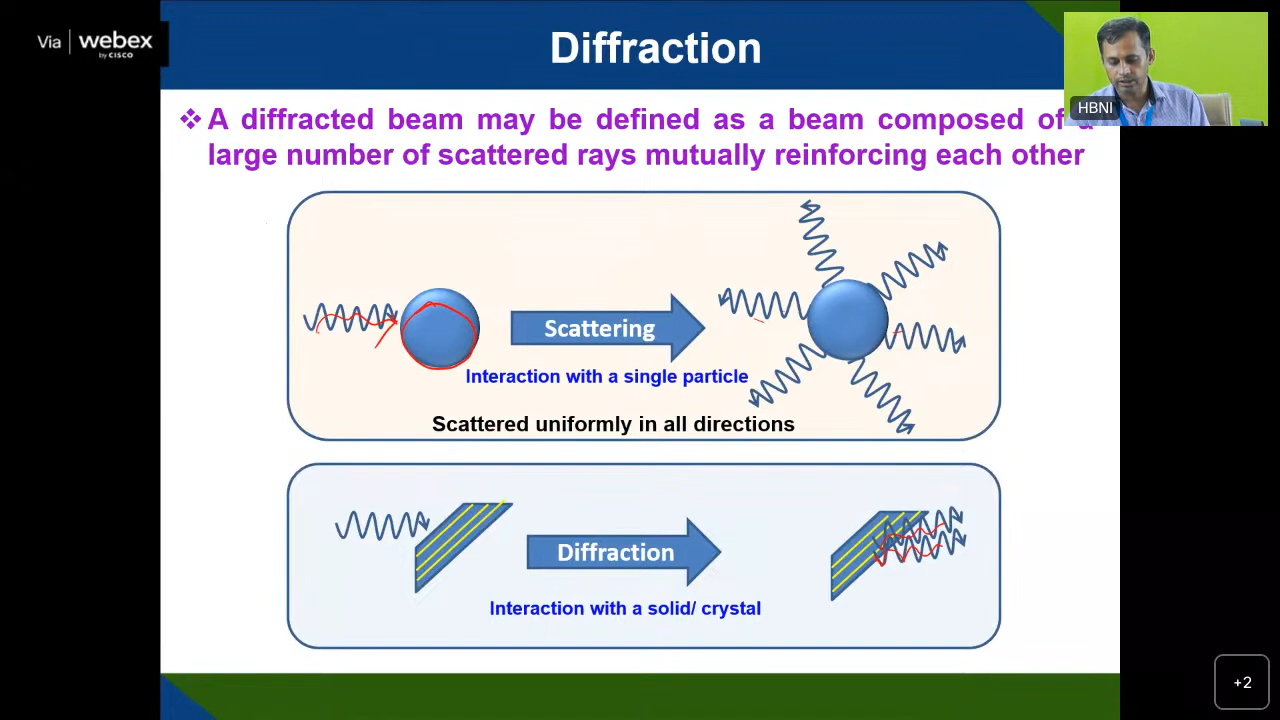 Via webex
by CISCO
Diffraction
HBNI
❖ A diffracted beam may be defined as a beam composed of a
large number of scattered rays mutually reinforcing each other
Scattering
Interaction with a single particle
Scattered uniformly in all directions
Diffraction
Interaction with a solid/ crystal
+2